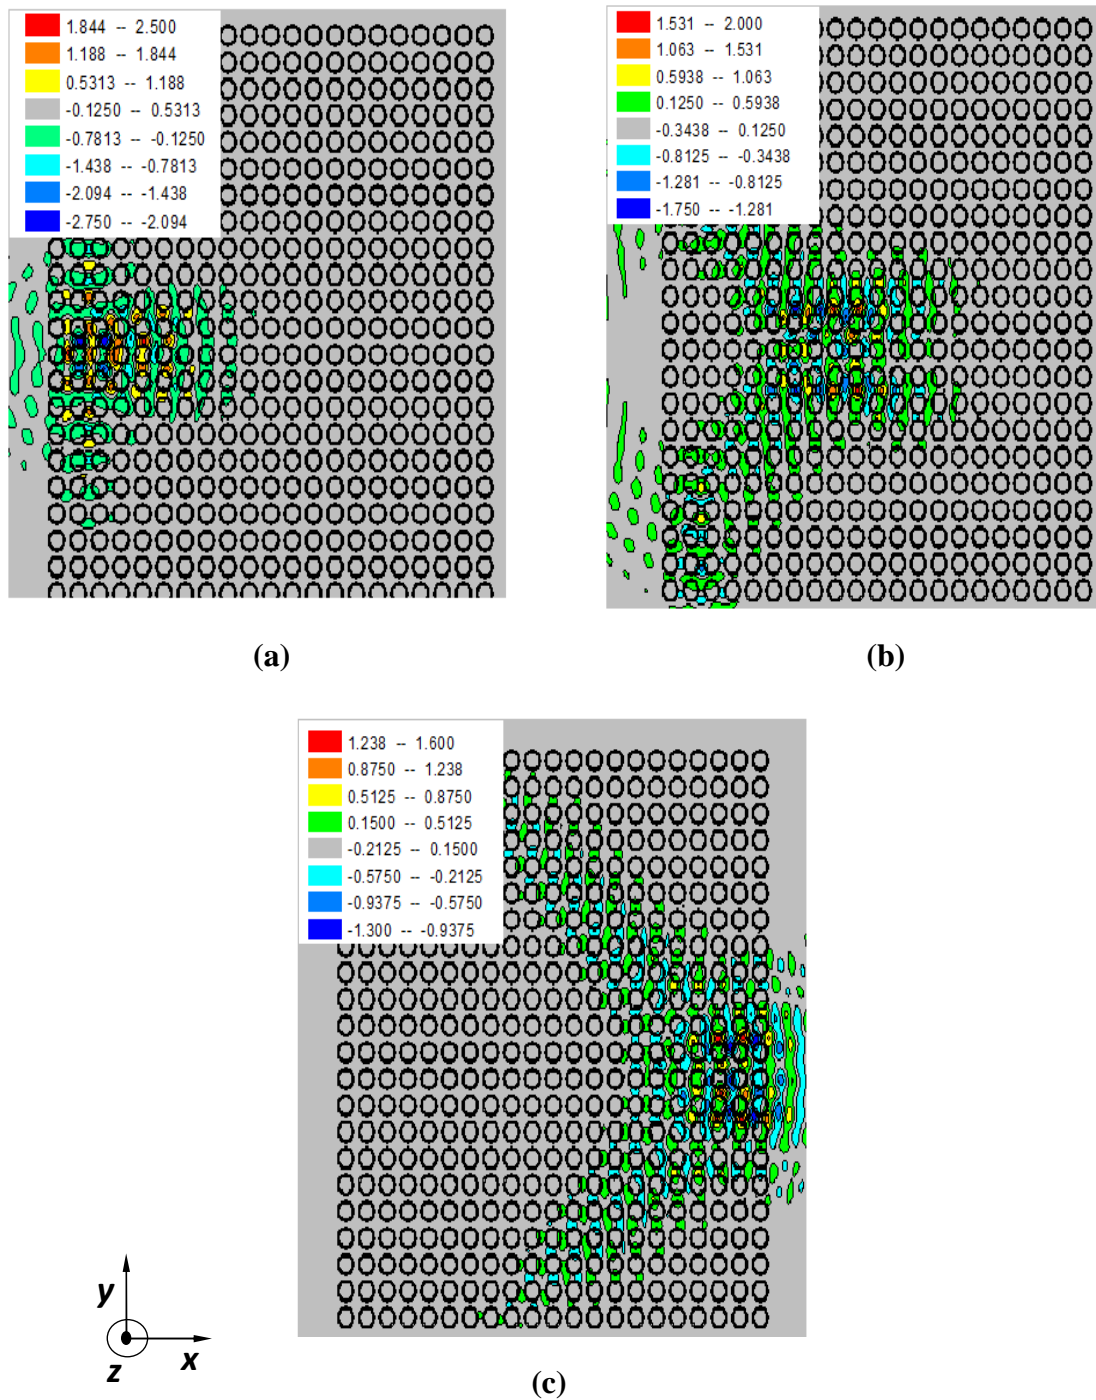 1.844 -- 2.500
1.188 -- 1.844
0.5313 -- 1.188
-0.1250 -- 0.5313
-0.7813 -- -0.1250
-1.438 -- -0.7813
-2.094 -- -1.438
-2.750 -- -2.094
(a)
1.531 -- 2.000
1.063 -- 1.531
0.5938 -- 1.063
0.1250 -- 0.5938
-0.3438 -- 0.1250
-0.8125 -- -0.3438
-1.281 -- -0.8125
-1.750 -- -1.281
(b)
1.238 -- 1.600
0.8750 -- 1.238
0.5125 -- 0.8750
0.1500 -- 0.5125
-0.2125 -- 0.1500
-0.5750 -- -0.2125
-0.9375 -- -0.5750
-1.300 -- -0.9375
y
z
x
(c)